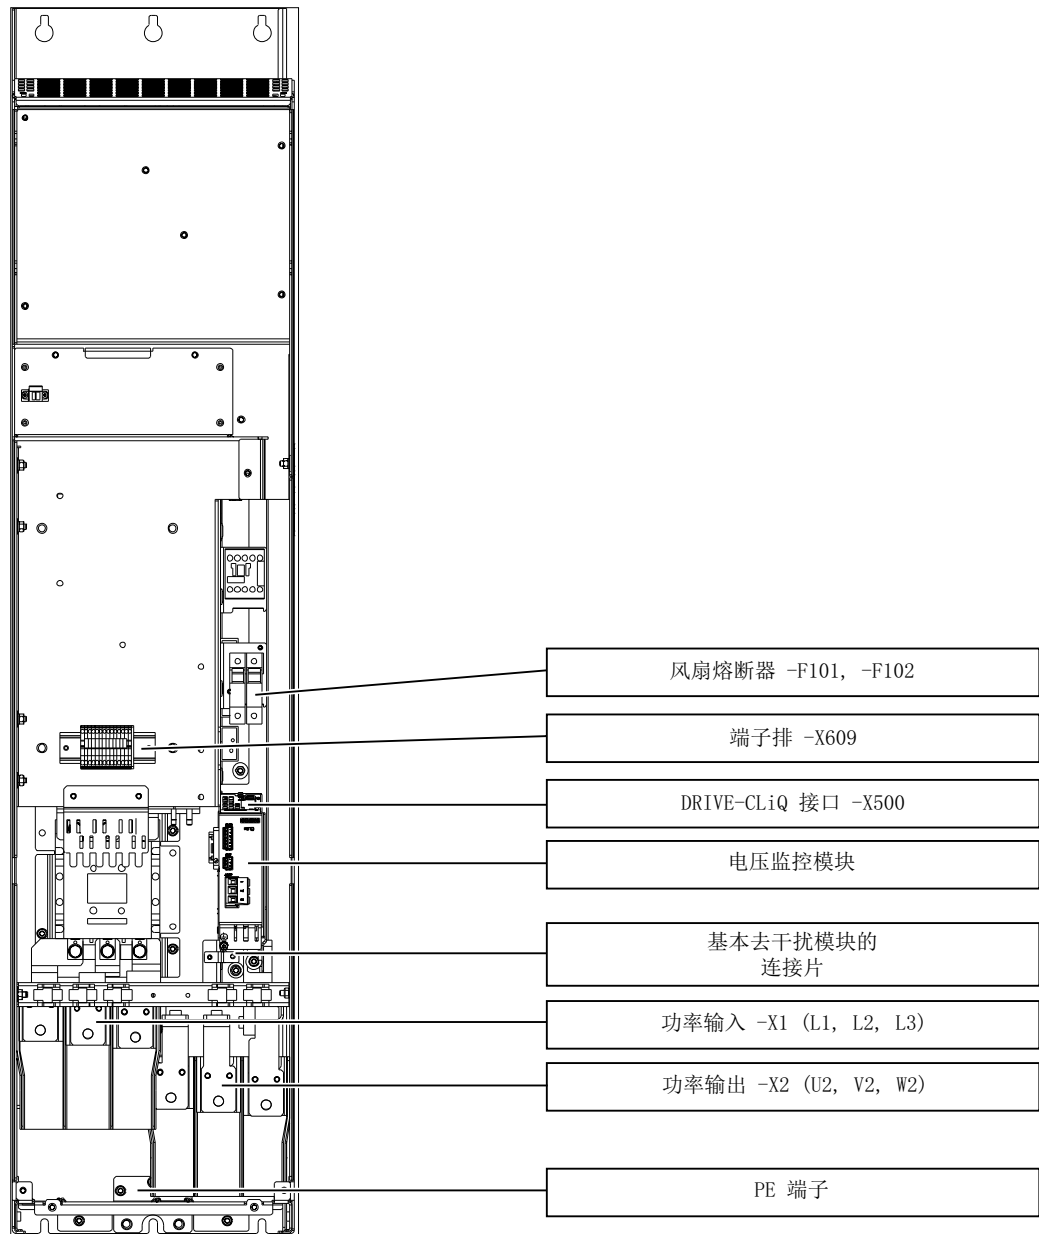 风扇熔断器 -F101, -F102
端子排 -X609
DRIVE-CLiQ 接口 -X500
电压监控模块
基本去干扰模块的
连接片
功率输入 -X1 (L1, L2, L3)
功率输出 -X2 (U2, V2, W2)
PE 端子